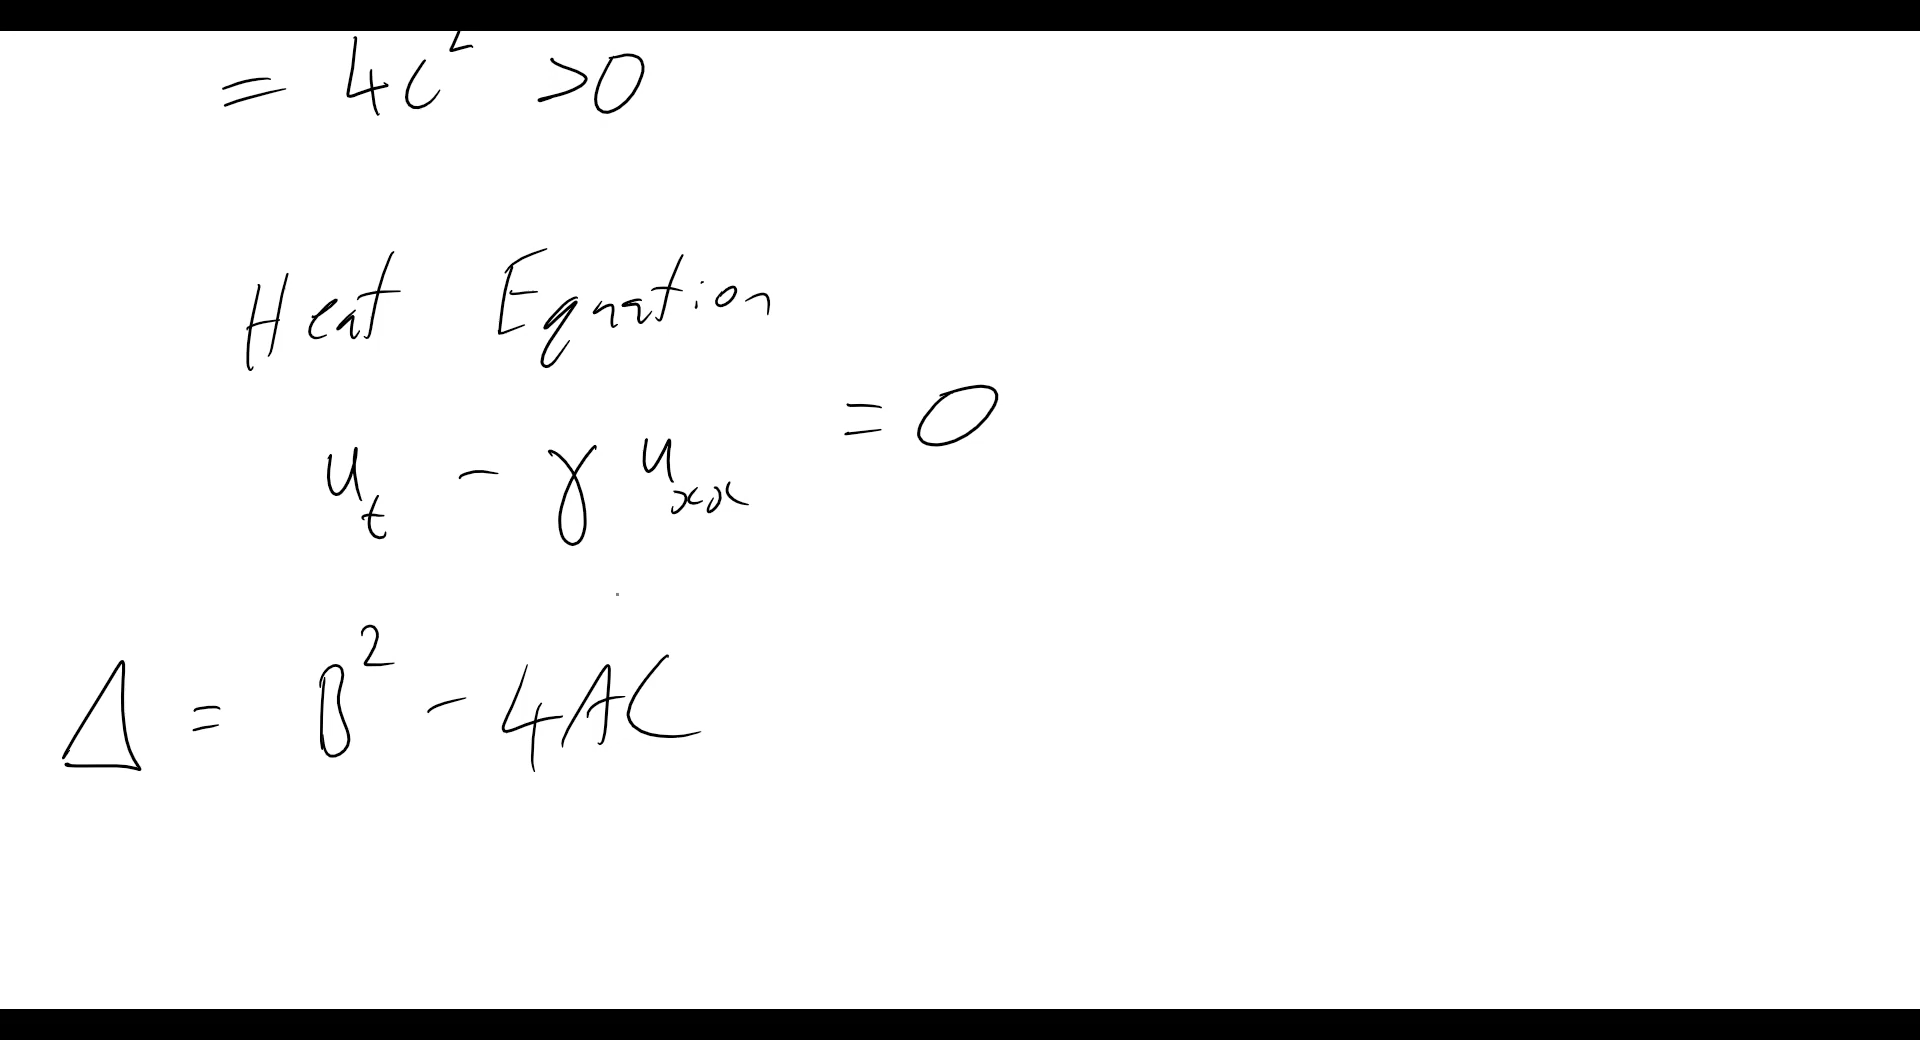 = 4c² >0
Heat Equation
u_t - γ u_xx = 0
Δ = B² - 4AC